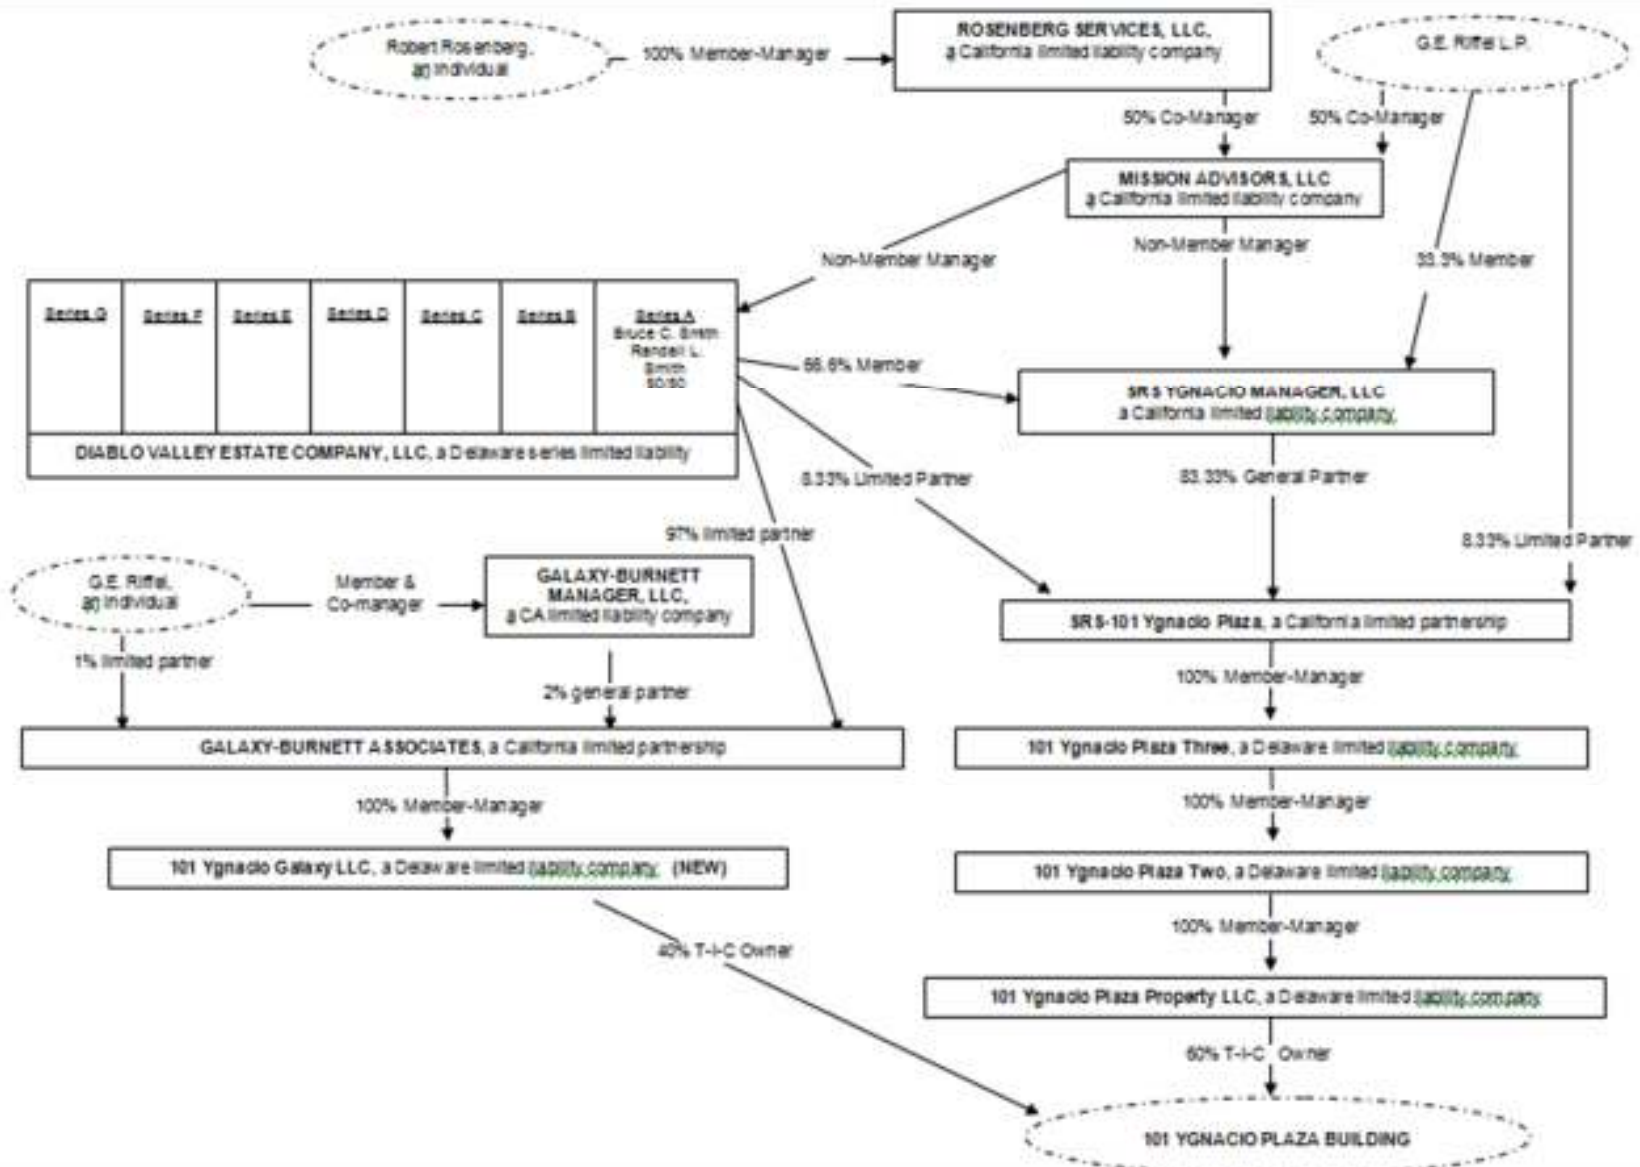 Robert Rosenberg,
an individual
100% Member-Manager
ROSENBERG SERVICES, LLC,
a California limited liability company
G.E. Riffel L.P.
50% Co-Manager
50% Co-Manager
MISSION ADVISORS, LLC
a California limited liability company
Non-Member Manager
Non-Member Manager
33.3% Member
Series G
Series F
Series E
Series D
Series C
Series B
Series A
Bruce C. Smith
Randall L.
Smith
50/50
DIABLO VALLEY ESTATE COMPANY, LLC, a Delaware series limited liability
66.6% Member
SRS YGNACIO MANAGER, LLC
a California limited liability company
8.33% Limited Partner
83.33% General Partner
97% limited partner
8.33% Limited Partner
G.E. Riffel,
an individual
Member &
Co-manager
GALAXY-BURNETT
MANAGER, LLC,
a CA limited liability company
SRS-101 Ygnacio Plaza, a California limited partnership
1% limited partner
2% general partner
100% Member-Manager
GALAXY-BURNETT ASSOCIATES, a California limited partnership
101 Ygnacio Plaza Three, a Delaware limited liability company
100% Member-Manager
100% Member-Manager
101 Ygnacio Galaxy LLC, a Delaware limited liability company (NEW)
101 Ygnacio Plaza Two, a Delaware limited liability company
100% Member-Manager
40% T-I-C Owner
101 Ygnacio Plaza Property LLC, a Delaware limited liability company
60% T-I-C Owner
101 YGNACIO PLAZA BUILDING